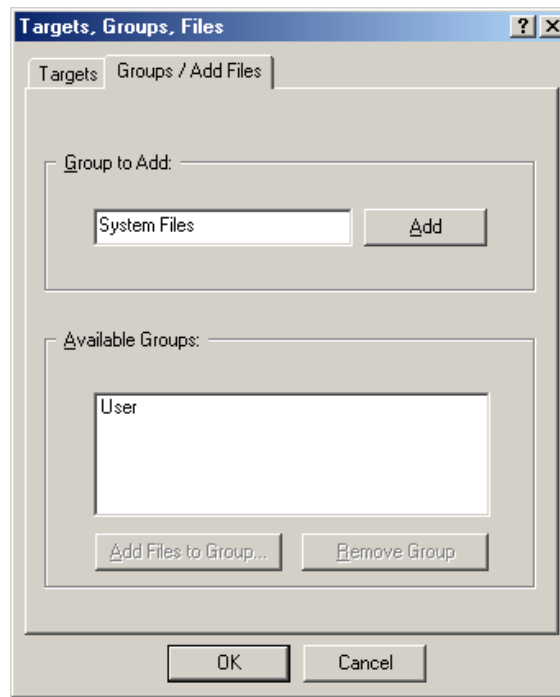 Targets, Groups, Files
Targets
Groups / Add Files
Group to Add:
System Files
Add
Available Groups:
User
Add Files to Group...
Remove Group
OK
Cancel